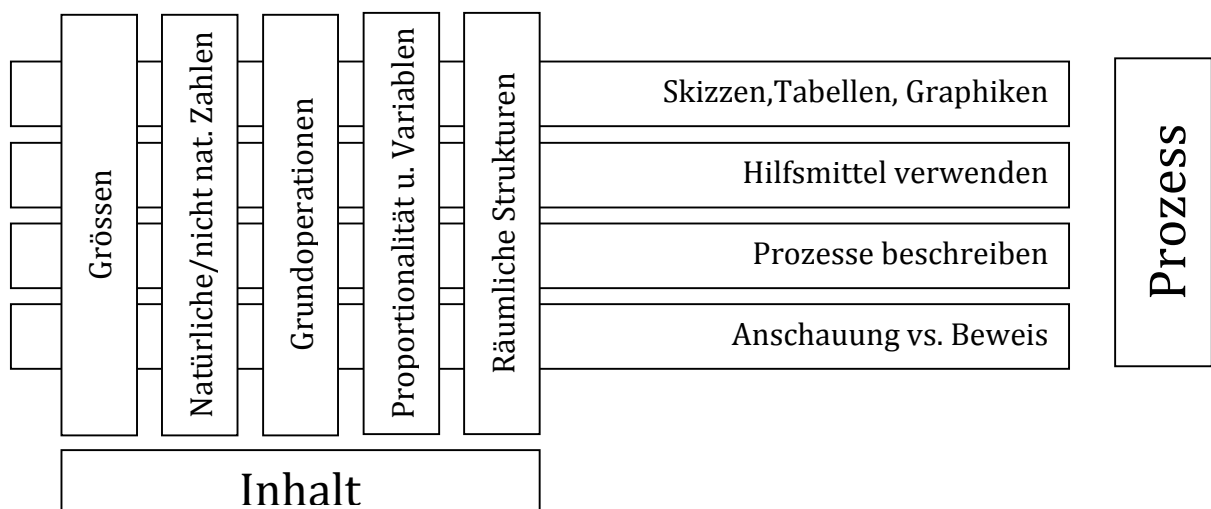 Grössen
Natürliche/nicht nat. Zahlen
Grundoperationen
Proportionalität u. Variablen
Räumliche Strukturen
Skizzen,Tabellen, Graphiken
Hilfsmittel verwenden
Prozesse beschreiben
Anschauung vs. Beweis
Prozess
Inhalt